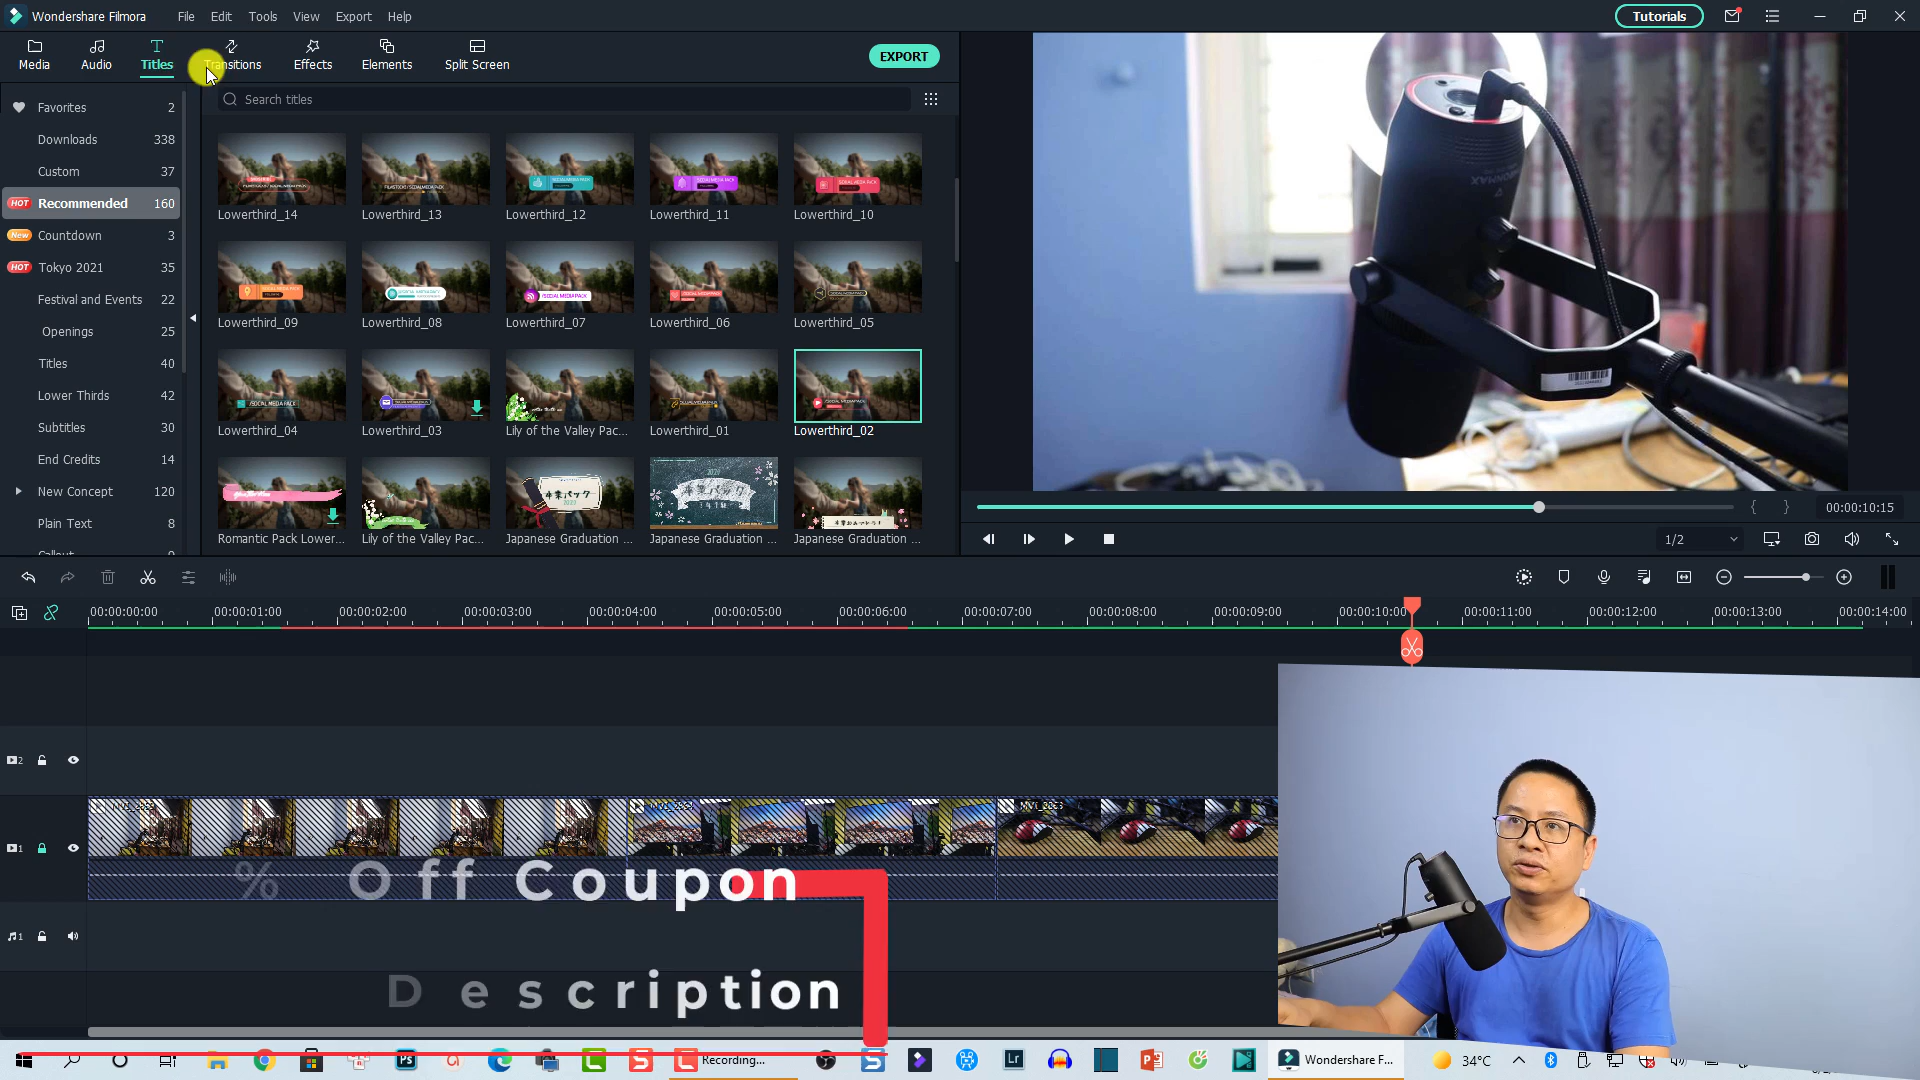 Wondershare Filmora File Edit Tools View Export Help Tutorials
Media Audio Titles Transitions Effects Elements Split Screen EXPORT
Search titles
Favorites 2
Downloads 338
Custom 37
HOT Recommended 160
New Countdown 3
HOT Tokyo 2021 35
Festival and Events 22
Openings 25
Titles 40
Lower Thirds 42
Subtitles 30
End Credits 14
New Concept 120
Plain Text 8
Callout 9
Lowerthird_14 Lowerthird_13 Lowerthird_12 Lowerthird_11 Lowerthird_10
Lowerthird_09 Lowerthird_08 Lowerthird_07 Lowerthird_06 Lowerthird_05
Lowerthird_04 Lowerthird_03 Lily of the Valley Pac... Lowerthird_01 Lowerthird_02
Romantic Pack Lower... Lily of the Valley Pac... Japanese Graduation ... Japanese Graduation ... Japanese Graduation ...
00:00:10:15
1/2
00:00:00:00 00:00:01:00 00:00:02:00 00:00:03:00 00:00:04:00 00:00:05:00 00:00:06:00 00:00:07:00 00:00:08:00 00:00:09:00 00:00:10:00 00:00:11:00 00:00:12:00 00:00:13:00 00:00:14:00
2
1
1
% Off Coupon
Description
Ps Recording... Lr Wondershare F... 34°C